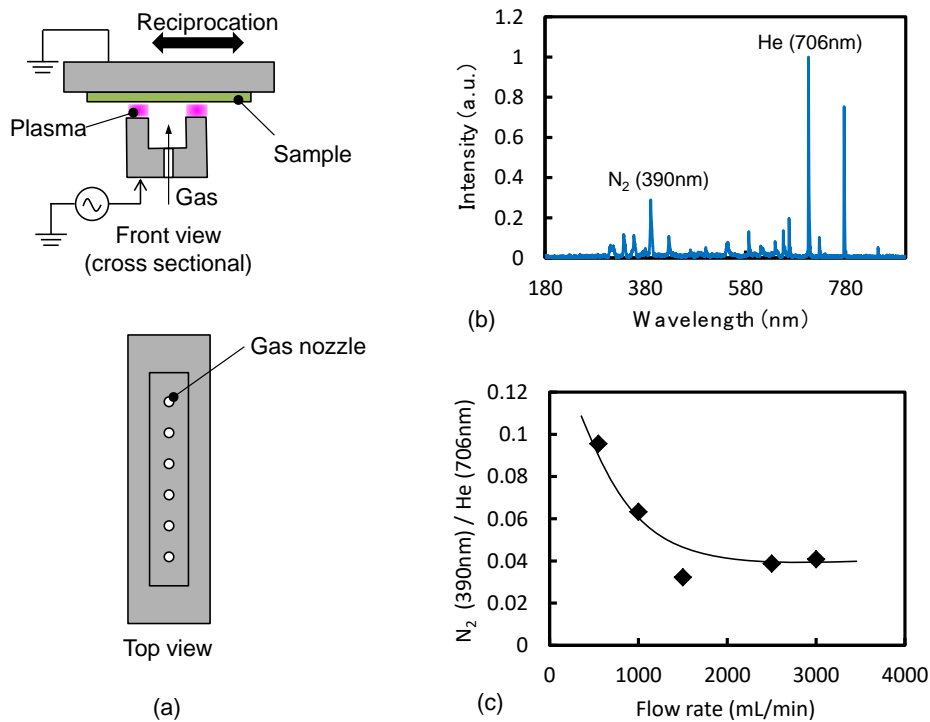 Reciprocation
Plasma
Sample
Gas
Front view
(cross sectional)
Gas nozzle
Top view
(a)
Intensity (a.u.)
1.2
1
0.8
0.6
0.4
0.2
0
He (706nm)
N2 (390nm)
180 380 580 780
Wavelength (nm)
(b)
N2 (390nm) / He (706nm)
0.12
0.1
0.08
0.06
0.04
0.02
0
0 1000 2000 3000 4000
Flow rate (mL/min)
(c)